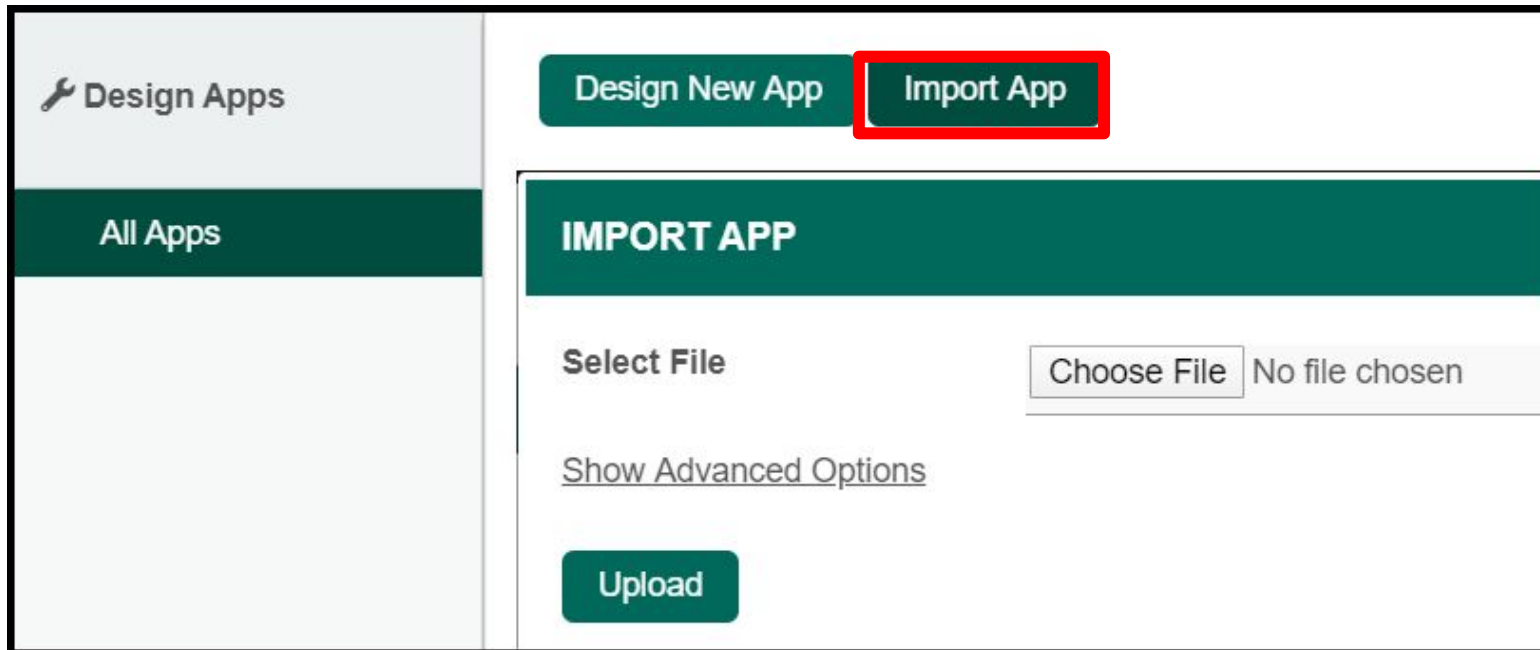 Design Apps
All Apps
Design New App
Import App
IMPORT APP
Select File
Choose File No file chosen
Show Advanced Options
Upload